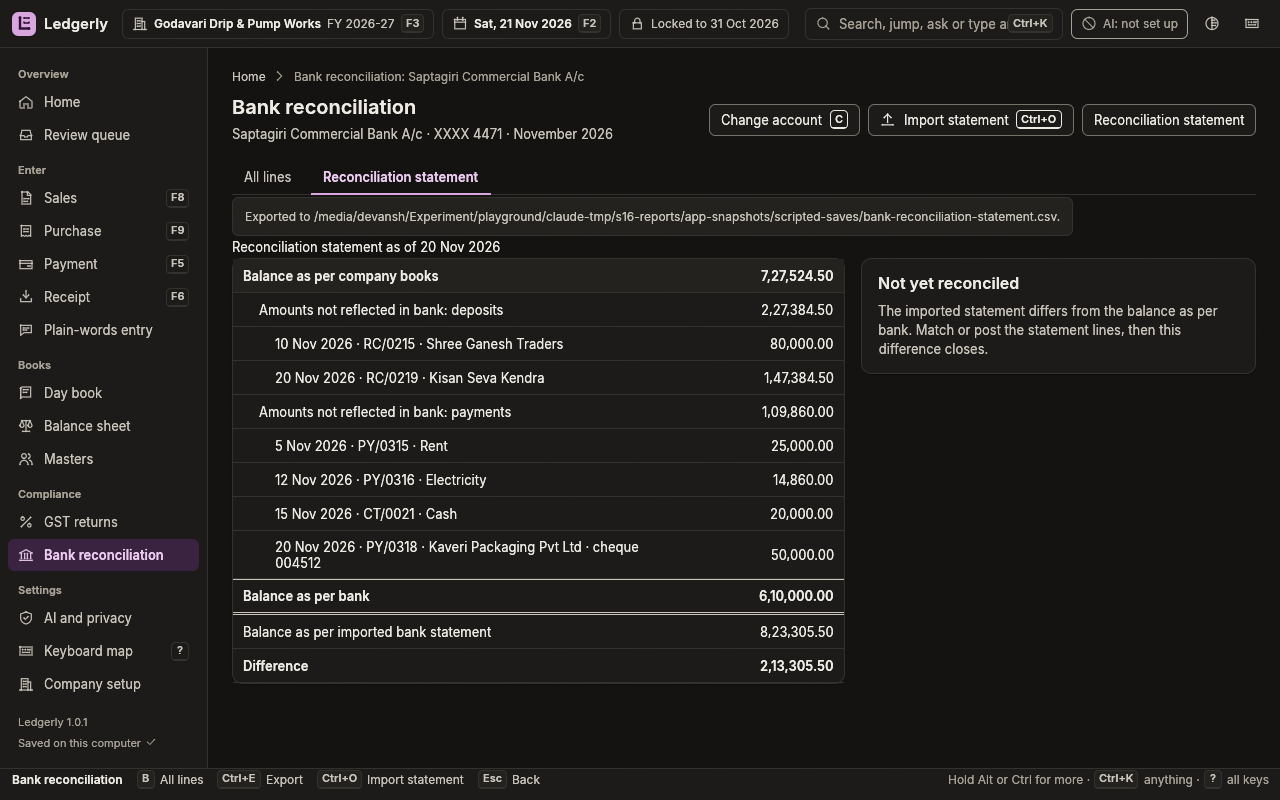 Ledgerly
Godavari Drip & Pump Works FY 2026-27 F3
Sat, 21 Nov 2026 F2
Locked to 31 Oct 2026
Search, jump, ask or type a Ctrl+K
AI: not set up
Overview
Home
Review queue
Enter
Sales F8
Purchase F9
Payment F5
Receipt F6
Plain-words entry
Books
Day book
Balance sheet
Masters
Compliance
GST returns
Bank reconciliation
Settings
AI and privacy
Keyboard map ?
Company setup
Ledgerly 1.0.1
Saved on this computer
Home > Bank reconciliation: Saptagiri Commercial Bank A/c
Bank reconciliation
Saptagiri Commercial Bank A/c · XXXX 4471 · November 2026
Change account C
Import statement Ctrl+O
Reconciliation statement
All lines
Reconciliation statement
Exported to /media/devansh/Experiment/playground/claude-tmp/s16-reports/app-snapshots/scripted-saves/bank-reconciliation-statement.csv.
Reconciliation statement as of 20 Nov 2026
Balance as per company books 7,27,524.50
Amounts not reflected in bank: deposits 2,27,384.50
10 Nov 2026 · RC/0215 · Shree Ganesh Traders 80,000.00
20 Nov 2026 · RC/0219 · Kisan Seva Kendra 1,47,384.50
Amounts not reflected in bank: payments 1,09,860.00
5 Nov 2026 · PY/0315 · Rent 25,000.00
12 Nov 2026 · PY/0316 · Electricity 14,860.00
15 Nov 2026 · CT/0021 · Cash 20,000.00
20 Nov 2026 · PY/0318 · Kaveri Packaging Pvt Ltd · cheque
004512 50,000.00
Balance as per bank 6,10,000.00
Balance as per imported bank statement 8,23,305.50
Difference 2,13,305.50
Not yet reconciled
The imported statement differs from the balance as per
bank. Match or post the statement lines, then this
difference closes.
Bank reconciliation B All lines Ctrl+E Export Ctrl+O Import statement Esc Back
Hold Alt or Ctrl for more · Ctrl+K anything · ? all keys